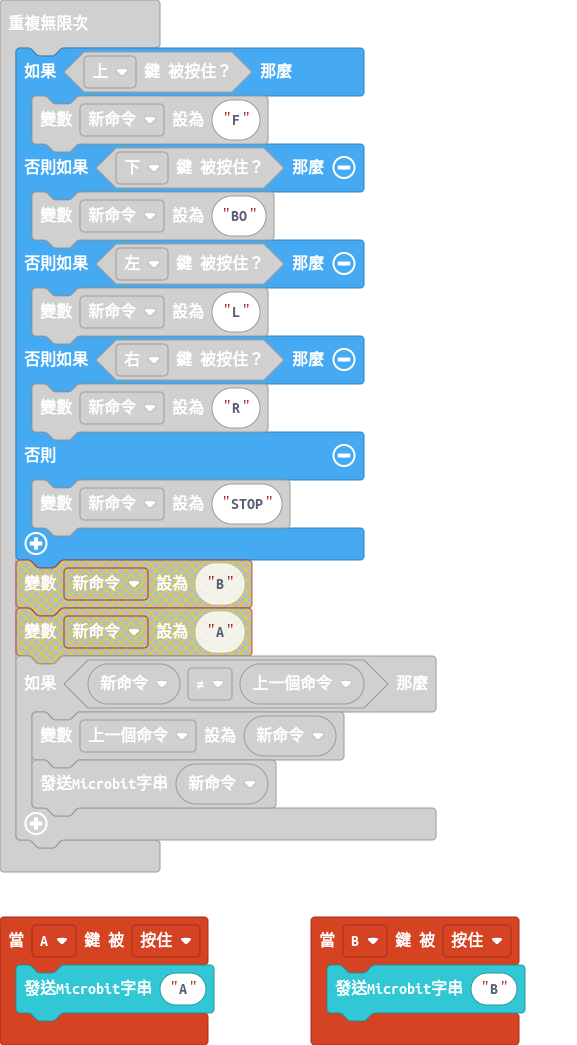 重複無限次
如果 上 鍵 被按住？ 那麼
變數 新命令 設為 "F"
否則如果 下 鍵 被按住？ 那麼
變數 新命令 設為 "BO"
否則如果 左 鍵 被按住？ 那麼
變數 新命令 設為 "L"
否則如果 右 鍵 被按住？ 那麼
變數 新命令 設為 "R"
否則
變數 新命令 設為 "STOP"
變數 新命令 設為 "B"
變數 新命令 設為 "A"
如果 新命令 ≠ 上一個命令 那麼
變數 上一個命令 設為 新命令
發送Microbit字串 新命令
當 A 鍵 被 按住
發送Microbit字串 "A"
當 B 鍵 被 按住
發送Microbit字串 "B"